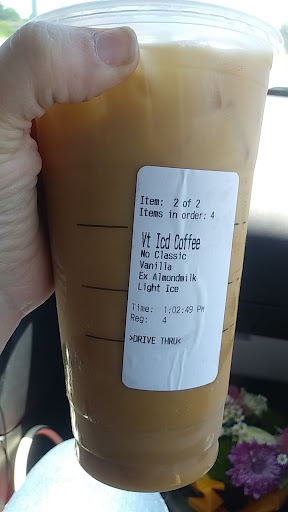 Item: 2 of 2
Items in order: 4
Vt Icd Coffee
No Classic
Vanilla
Ex Almondmilk
Light Ice
Time: 1:02:49 PM
Reg: 4
>DRIVE THRU<